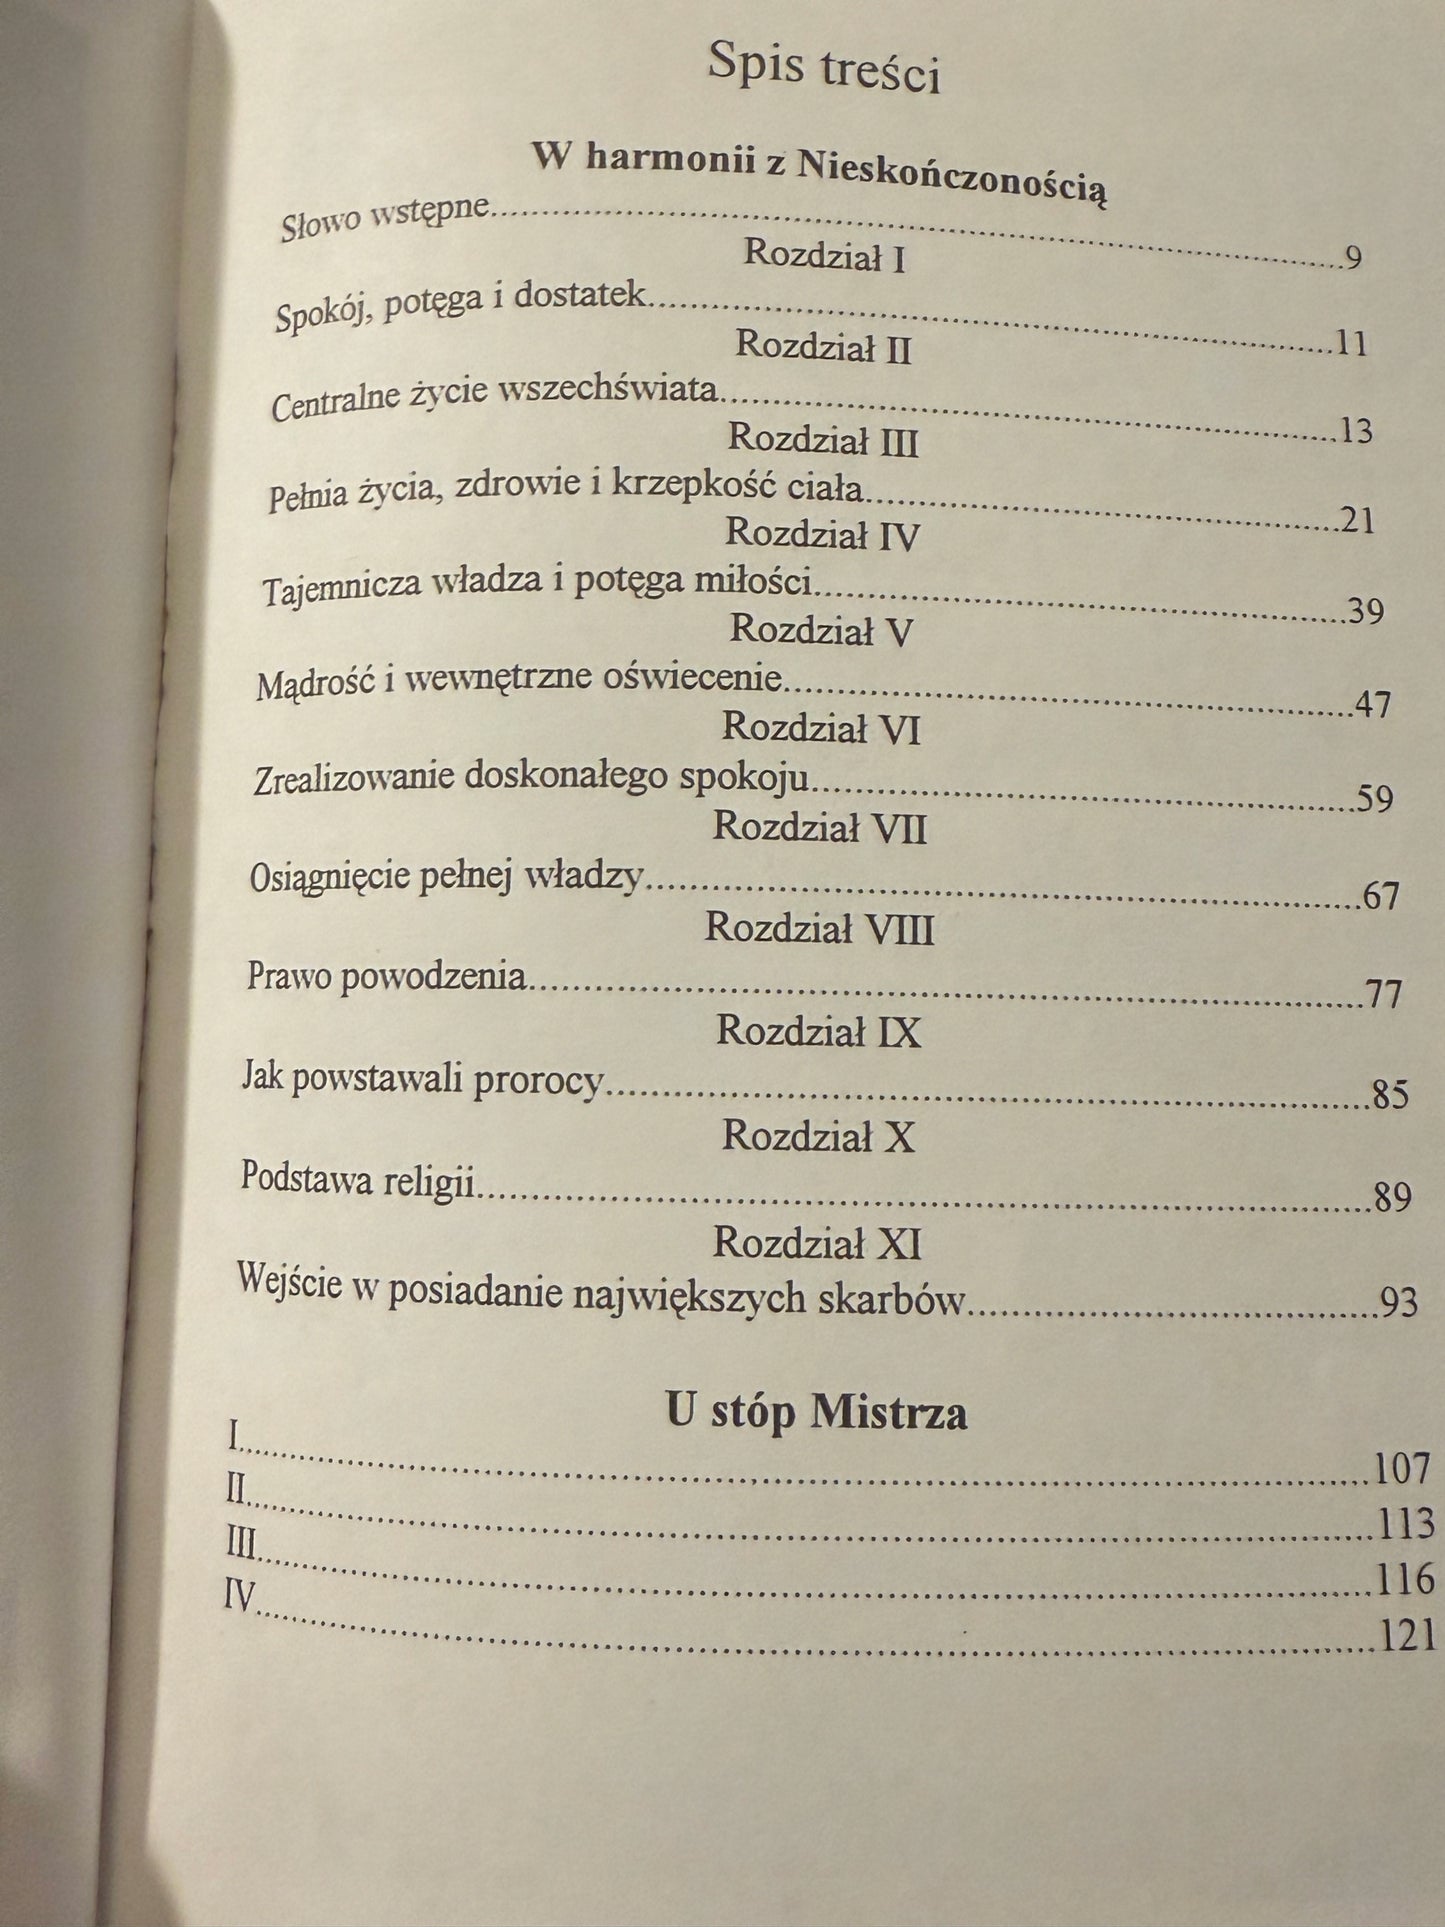 Spis treści
W harmonii z Nieskończonością
Słowo wstępne..........9
Rozdział I
Spokój, potęga i dostatek..........11
Rozdział II
Centralne życie wszechświata..........13
Rozdział III
Pełnia życia, zdrowie i krzepkość ciała..........21
Rozdział IV
Tajemnicza władza i potęga miłości..........39
Rozdział V
Mądrość i wewnętrzne oświecenie..........47
Rozdział VI
Zrealizowanie doskonałego spokoju..........59
Rozdział VII
Osiągnięcie pełnej władzy..........67
Rozdział VIII
Prawo powodzenia..........77
Rozdział IX
Jak powstawali prorocy..........85
Rozdział X
Podstawa religii..........89
Rozdział XI
Wejście w posiadanie największych skarbów..........93
U stóp Mistrza
I..........107
II..........113
III..........116
IV..........121